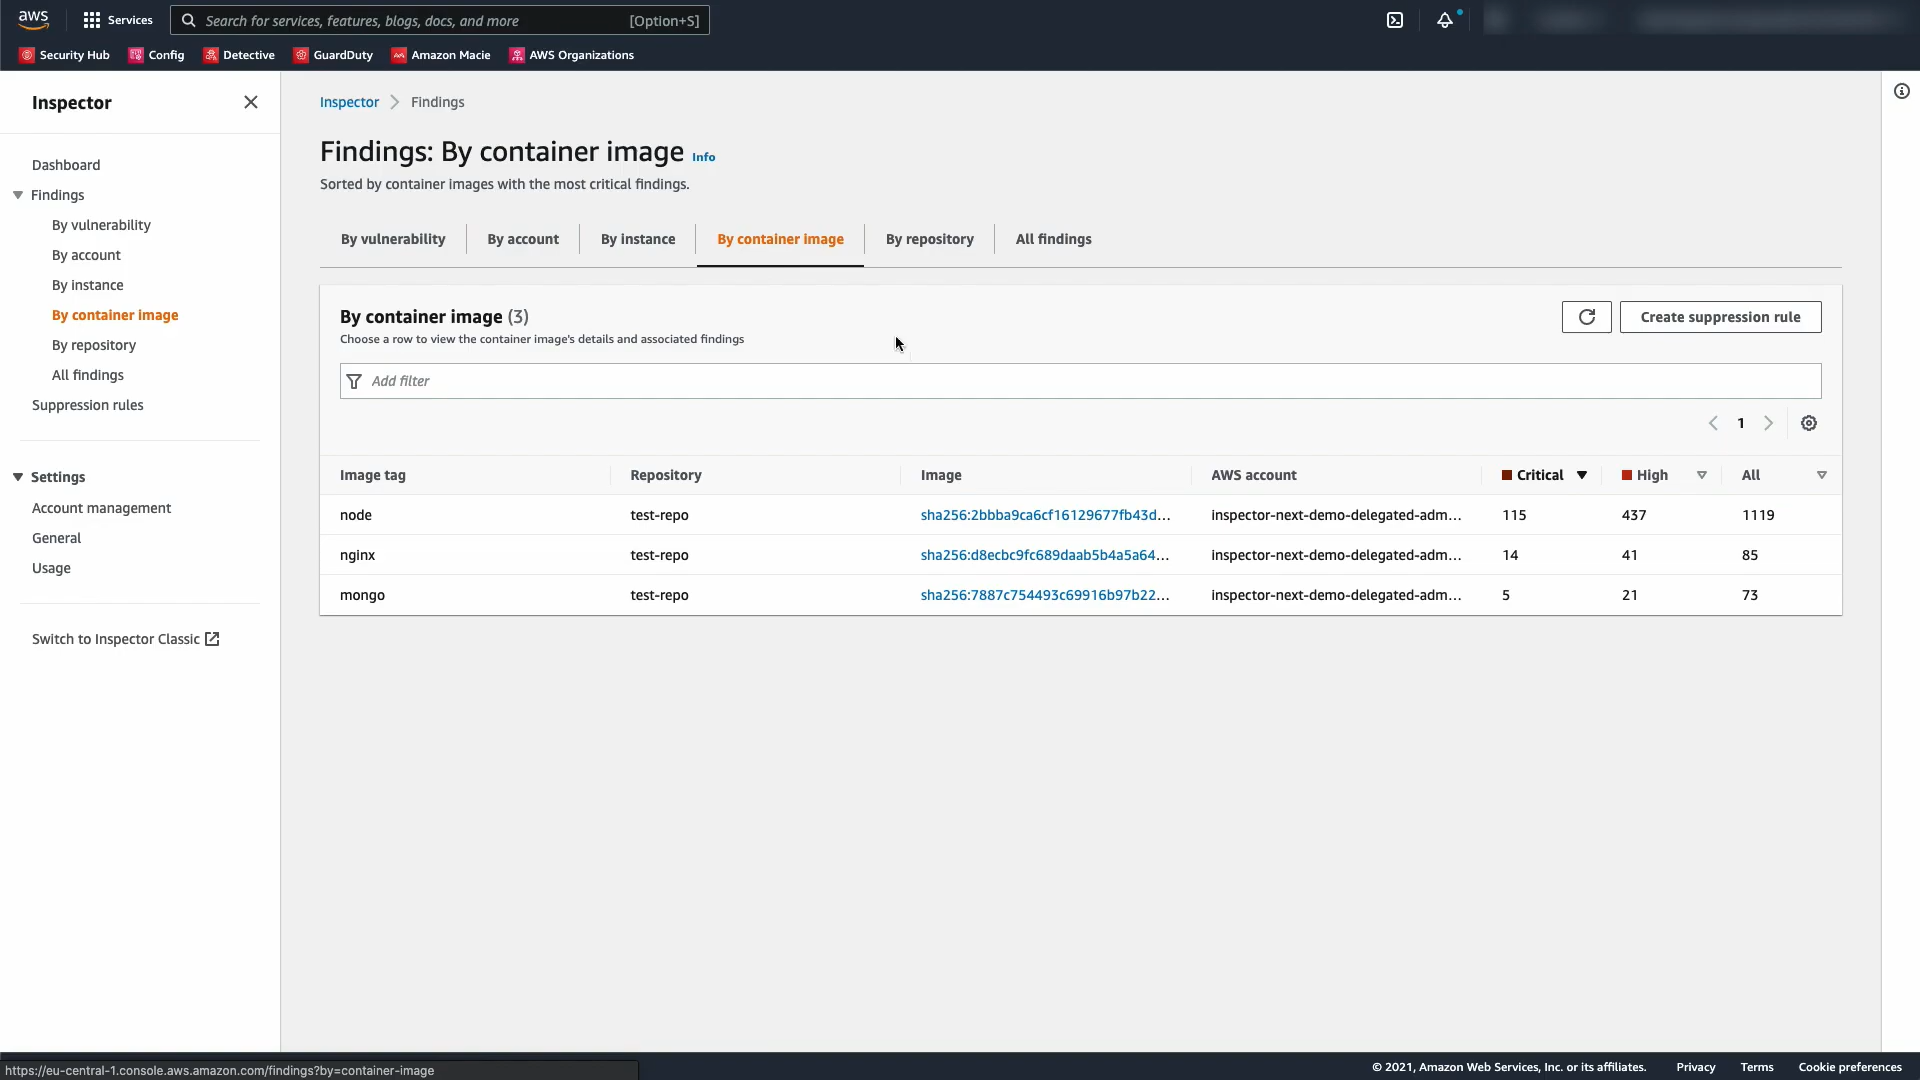 aws
Services
Search for services, features, blogs, docs, and more
[Option+S]
Security Hub
Config
Detective
GuardDuty
Amazon Macie
AWS Organizations
Inspector
Dashboard
Findings
By vulnerability
By account
By instance
By container image
By repository
All findings
Suppression rules
Settings
Account management
General
Usage
Switch to Inspector Classic
Inspector
Findings
Findings: By container image
Info
Sorted by container images with the most critical findings.
By vulnerability
By account
By instance
By container image
By repository
All findings
By container image (3)
Choose a row to view the container image's details and associated findings
Create suppression rule
Add filter
1
Image tag
Repository
Image
AWS account
Critical
High
All
node
test-repo
sha256:2bbba9ca6cf16129677fb43d...
inspector-next-demo-delegated-adm...
115
437
1119
nginx
test-repo
sha256:d8ecbc9fc689daab5b4a5a64...
inspector-next-demo-delegated-adm...
14
41
85
mongo
test-repo
sha256:7887c754493c69916b97b22...
inspector-next-demo-delegated-adm...
5
21
73
https://eu-central-1.console.aws.amazon.com/findings?by=container-image
© 2021, Amazon Web Services, Inc. or its affiliates.
Privacy
Terms
Cookie preferences